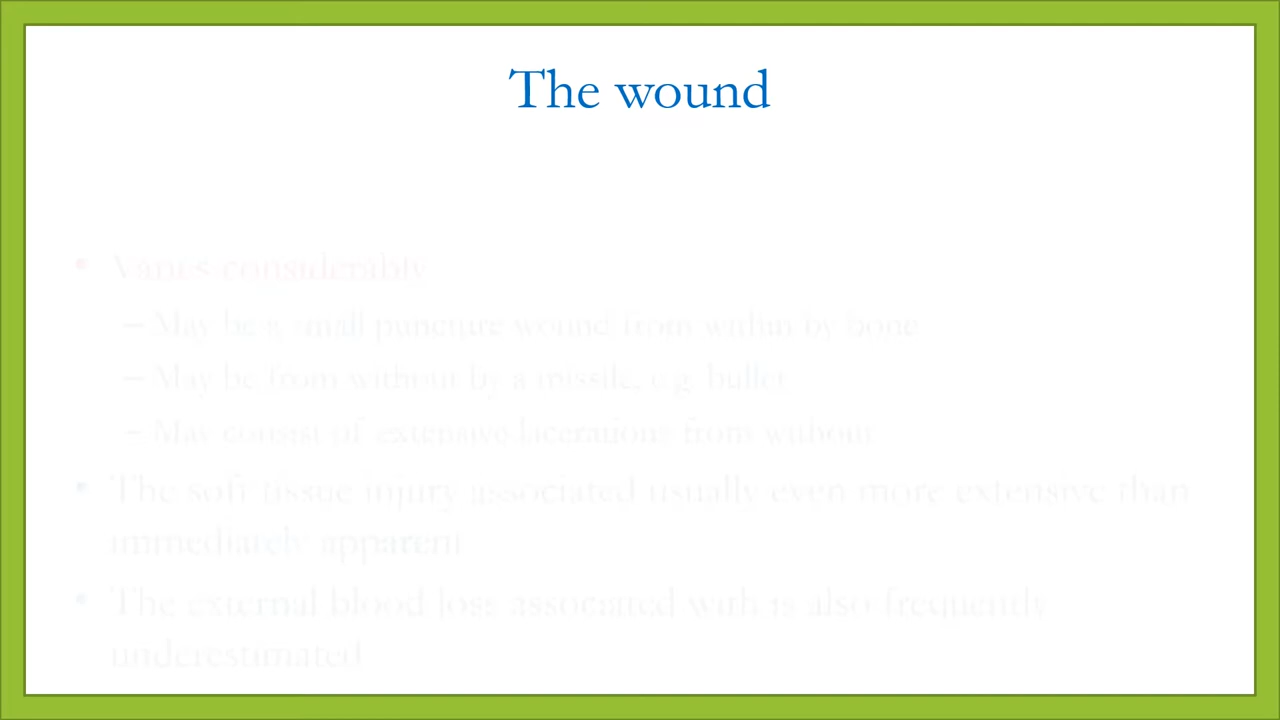 The wound
• Varies considerably
– May be a small puncture wound from within by bone
– May be from without by a missile, e.g. bullet
– May consist of extensive lacerations from without
• The soft tissue injury associated usually even more extensive than
immediately apparent
• The external blood loss associated with is also frequently
underestimated